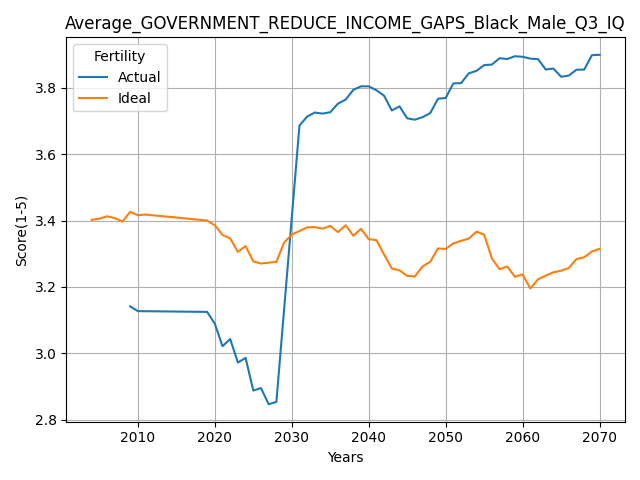 Average_GOVERNMENT_REDUCE_INCOME_GAPS_Black_Male_Q3_IQ
Fertility
Actual
Ideal
Score(1-5)
3.8
3.6
3.4
3.2
3.0
2.8
2010 2020 2030 2040 2050 2060 2070
Years